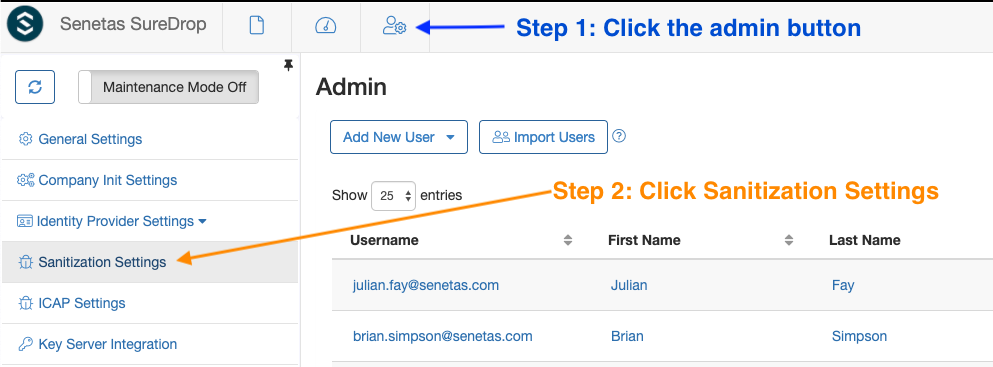 Senetas SureDrop
Step 1: Click the admin button
Maintenance Mode Off
General Settings
Company Init Settings
Identity Provider Settings
Sanitization Settings
ICAP Settings
Key Server Integration
Admin
Add New User
Import Users
?
Show 25 entries
Step 2: Click Sanitization Settings
Username First Name Last Name
julian.fay@senetas.com Julian Fay
brian.simpson@senetas.com Brian Simpson